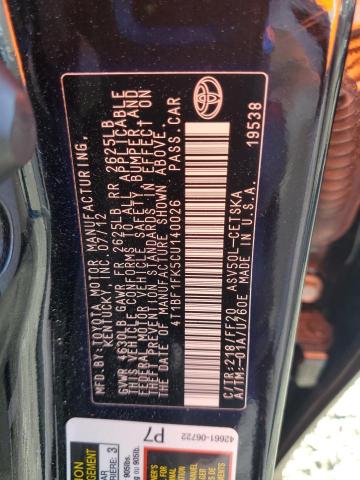 MFD.BY:TOYOTA MOTOR MANUFACTURING,
KENTUCKY, INC. 07/12
GVWR 4630LB GAWR FR 2625LB RR 2625LB
THIS VEHICLE CONFORMS TO ALL APPLICABLE
FEDERAL MOTOR VEHICLE SAFETY, BUMPER, AND
THEFT PREVENTION STANDARDS IN EFFECT ON
THE DATE OF MANUFACTURE SHOWN ABOVE.
4T1BF1FK5CU140026 PASS.CAR
C/TR:218/FF20 ASV50L-CETSKA
A/TM:-01A/U760E 19538
TOYOTA
42661-06722
P7
3